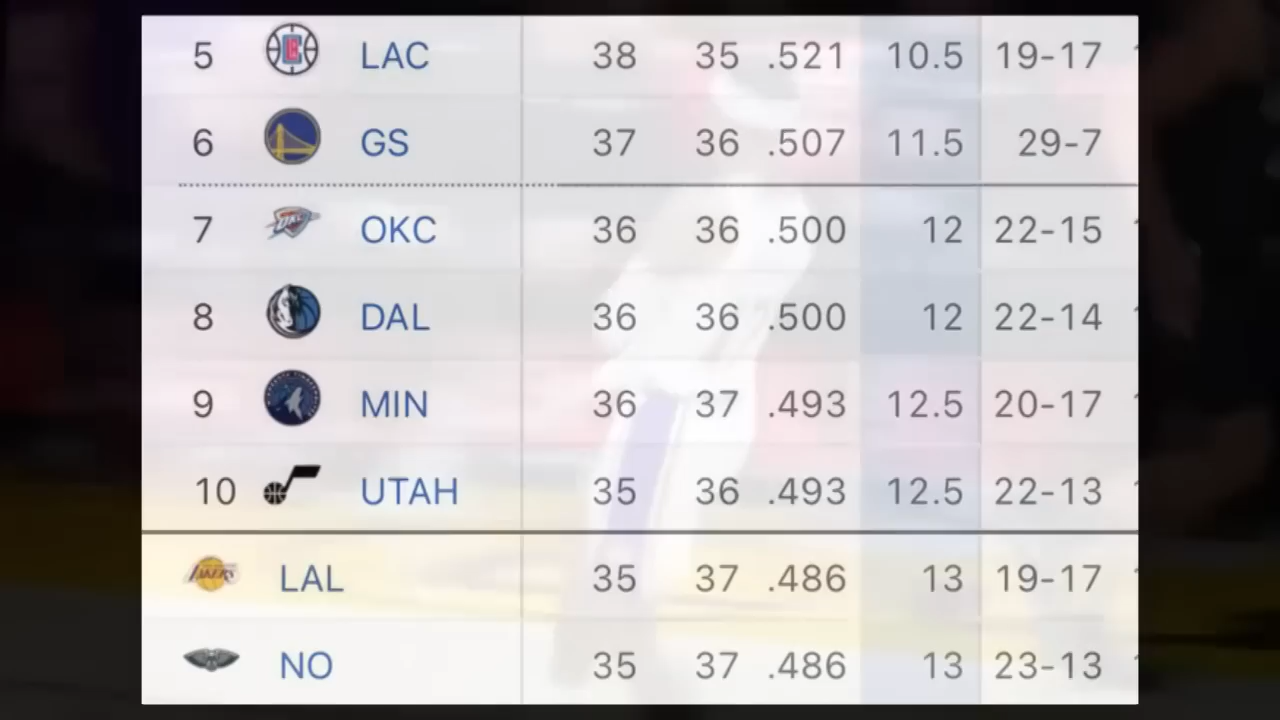 5 LAC 38 35 .521 10.5 19-17
6 GS 37 36 .507 11.5 29-7
7 OKC 36 36 .500 12 22-15
8 DAL 36 36 .500 12 22-14
9 MIN 36 37 .493 12.5 20-17
10 UTAH 35 36 .493 12.5 22-13
LAL 35 37 .486 13 19-17
NO 35 37 .486 13 23-13